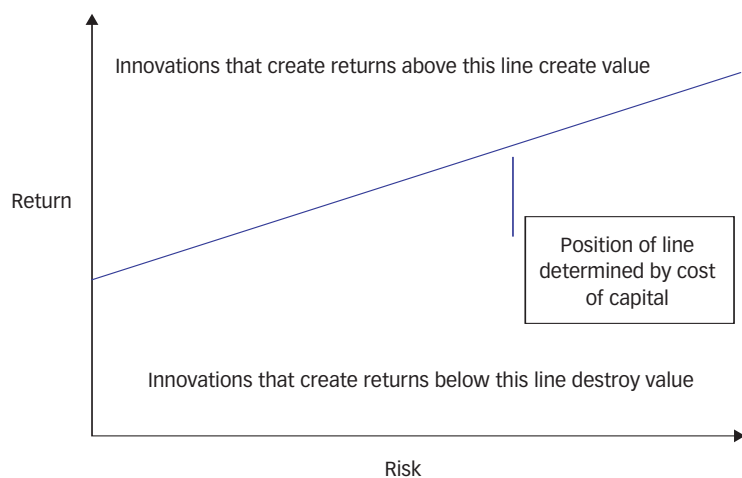 Innovations that create returns above this line create value
Return
Position of line
determined by cost
of capital
Innovations that create returns below this line destroy value
Risk